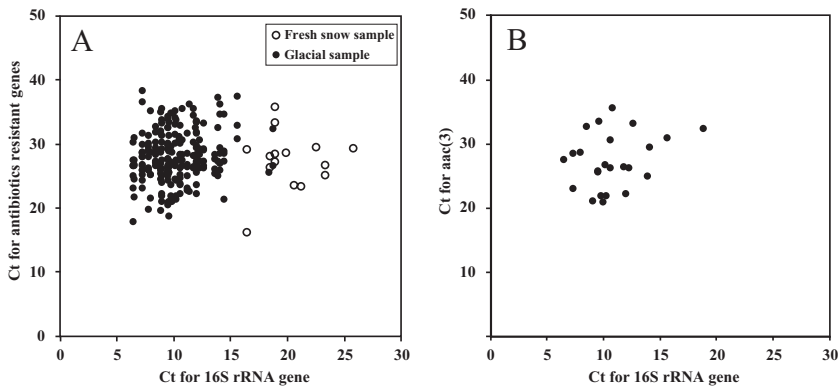 A
Fresh snow sample
Glacial sample
Ct for antibiotics resistant genes
50
40
30
20
10
0
0 5 10 15 20 25 30
Ct for 16S rRNA gene
B
Ct for aac(3)
50
40
30
20
10
0
0 5 10 15 20 25 30
Ct for 16S rRNA gene